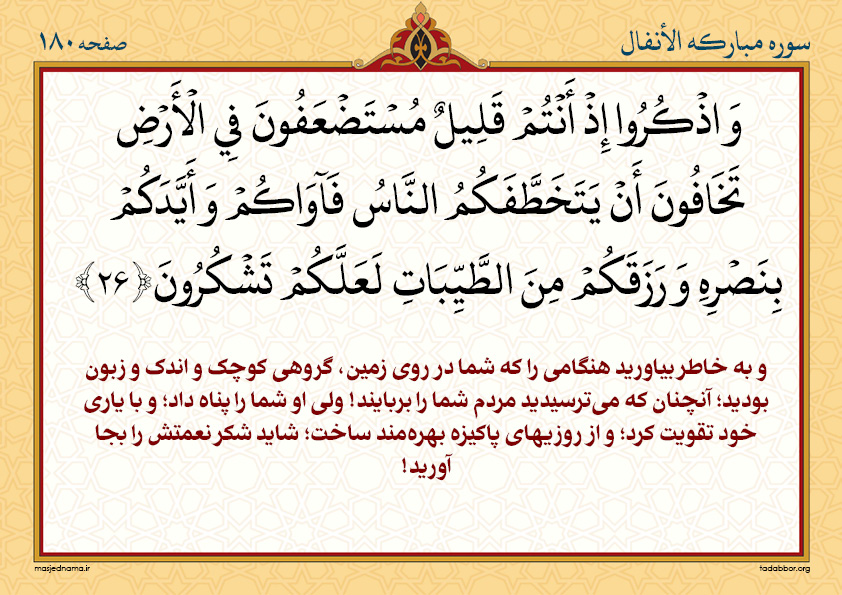 سوره مبارکه الأنفال
صفحه ۱۸۰
وَ اذْكُرُوا إِذْ أَنْتُمْ قَلِيلٌ مُسْتَضْعَفُونَ فِي الْأَرْضِ
تَخَافُونَ أَنْ يَتَخَطَّفَكُمُ النَّاسُ فَآوَاكُمْ وَ أَيَّدَكُمْ
بِنَصْرِهِ وَ رَزَقَكُمْ مِنَ الطَّيِّبَاتِ لَعَلَّكُمْ تَشْكُرُونَ ﴿۲۶﴾
و به خاطر بیاورید هنگامی را که شما در روی زمین، گروهی کوچک و اندک و زبون
بودید؛ آنچنان که می‌ترسیدید مردم شما را بربایند! ولی او شما را پناه داد؛ و با یاری
خود تقویت کرد؛ و از روزیهای پاکیزه بهره‌مند ساخت؛ شاید شکر نعمتش را بجا
آورید!
masjednama.ir
tadabbor.org